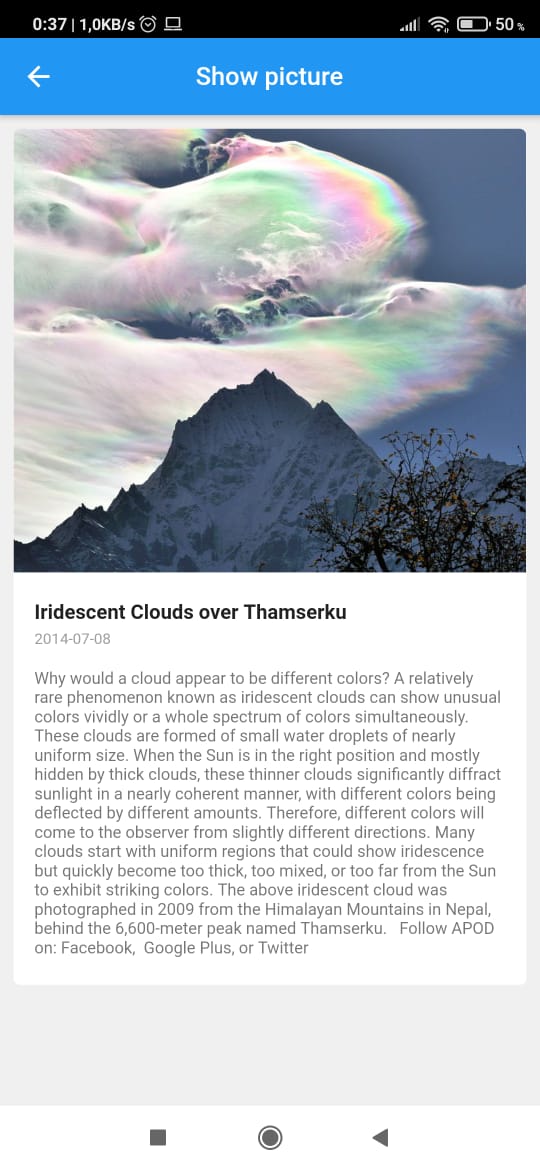 0:37 | 1,0KB/s
50 %
Show picture
Iridescent Clouds over Thamserku
2014-07-08
Why would a cloud appear to be different colors? A relatively
rare phenomenon known as iridescent clouds can show unusual
colors vividly or a whole spectrum of colors simultaneously.
These clouds are formed of small water droplets of nearly
uniform size. When the Sun is in the right position and mostly
hidden by thick clouds, these thinner clouds significantly diffract
sunlight in a nearly coherent manner, with different colors being
deflected by different amounts. Therefore, different colors will
come to the observer from slightly different directions. Many
clouds start with uniform regions that could show iridescence
but quickly become too thick, too mixed, or too far from the Sun
to exhibit striking colors. The above iridescent cloud was
photographed in 2009 from the Himalayan Mountains in Nepal,
behind the 6,600-meter peak named Thamserku.   Follow APOD
on: Facebook,  Google Plus, or Twitter